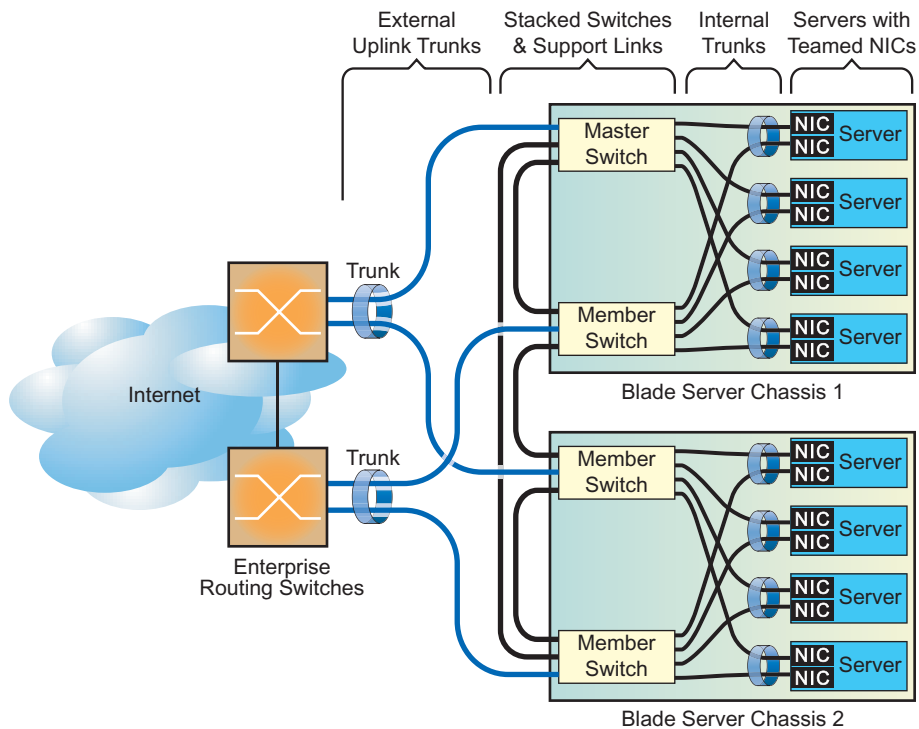 External
Uplink Trunks
Stacked Switches
& Support Links
Internal
Trunks
Servers with
Teamed NICs
Master
Switch
NIC
NIC
Server
NIC
NIC
Server
NIC
NIC
Server
Member
Switch
NIC
NIC
Server
Blade Server Chassis 1
Trunk
Internet
Trunk
Enterprise
Routing Switches
Member
Switch
NIC
NIC
Server
NIC
NIC
Server
NIC
NIC
Server
Member
Switch
NIC
NIC
Server
Blade Server Chassis 2